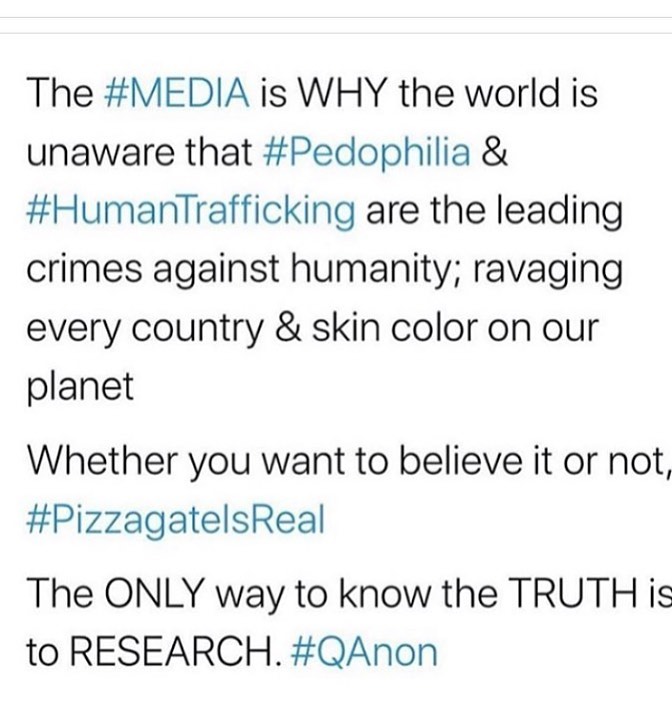 The #MEDIA is WHY the world is
unaware that #Pedophilia &
#HumanTrafficking are the leading
crimes against humanity; ravaging
every country & skin color on our
planet
Whether you want to believe it or not,
#PizzagateIsReal
The ONLY way to know the TRUTH is
to RESEARCH. #QAnon